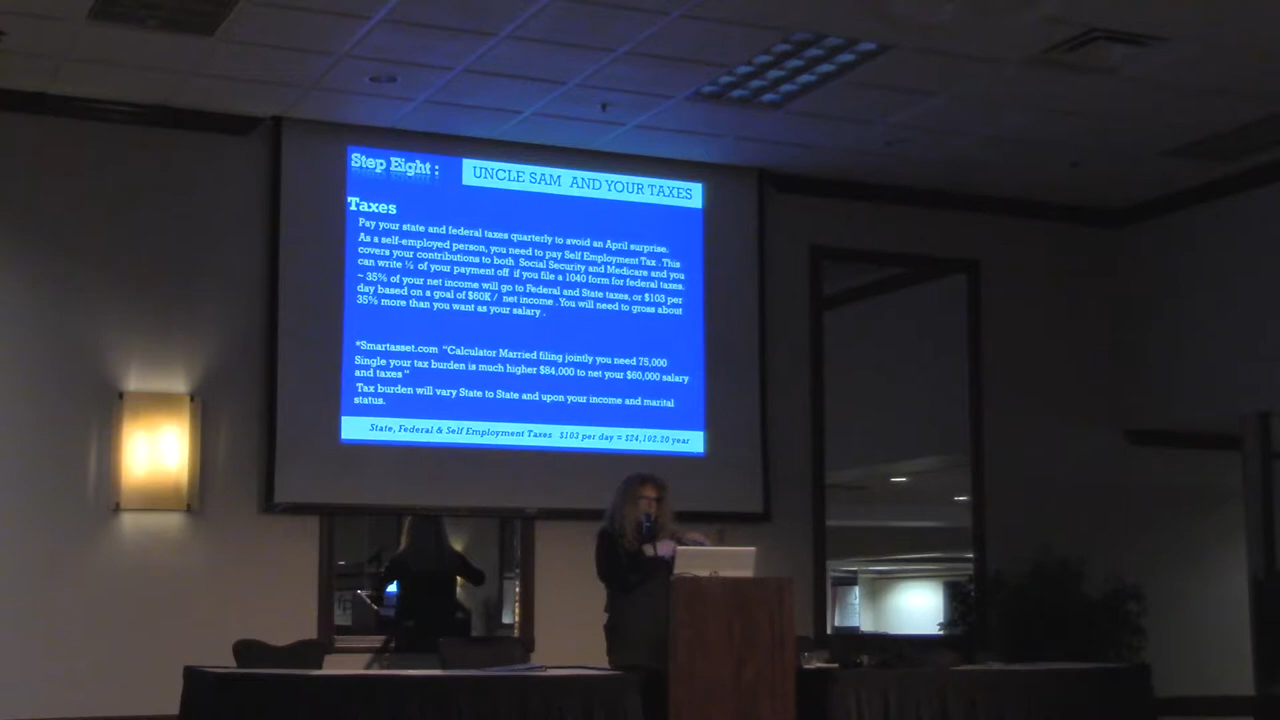 Step Eight :
UNCLE SAM AND YOUR TAXES
Taxes
Pay your state and federal taxes quarterly to avoid an April surprise.
As a self-employed person, you need to pay Self Employment Tax . This
covers your contributions to both Social Security and Medicare and you
can write ½ of your payment off if you file a 1040 form for federal taxes.
~ 35% of your net income will go to Federal and State taxes, or $103 per
day based on a goal of $60K / net income . You will need to gross about
35% more than you want as your salary .
*Smartasset.com "Calculator Married filing jointly you need 75,000
Single your tax burden is much higher $84,000 to net your $60,000 salary
and taxes "
Tax burden will vary State to State and upon your income and marital
status.
State, Federal & Self Employment Taxes $103 per day = $24,102.20 year